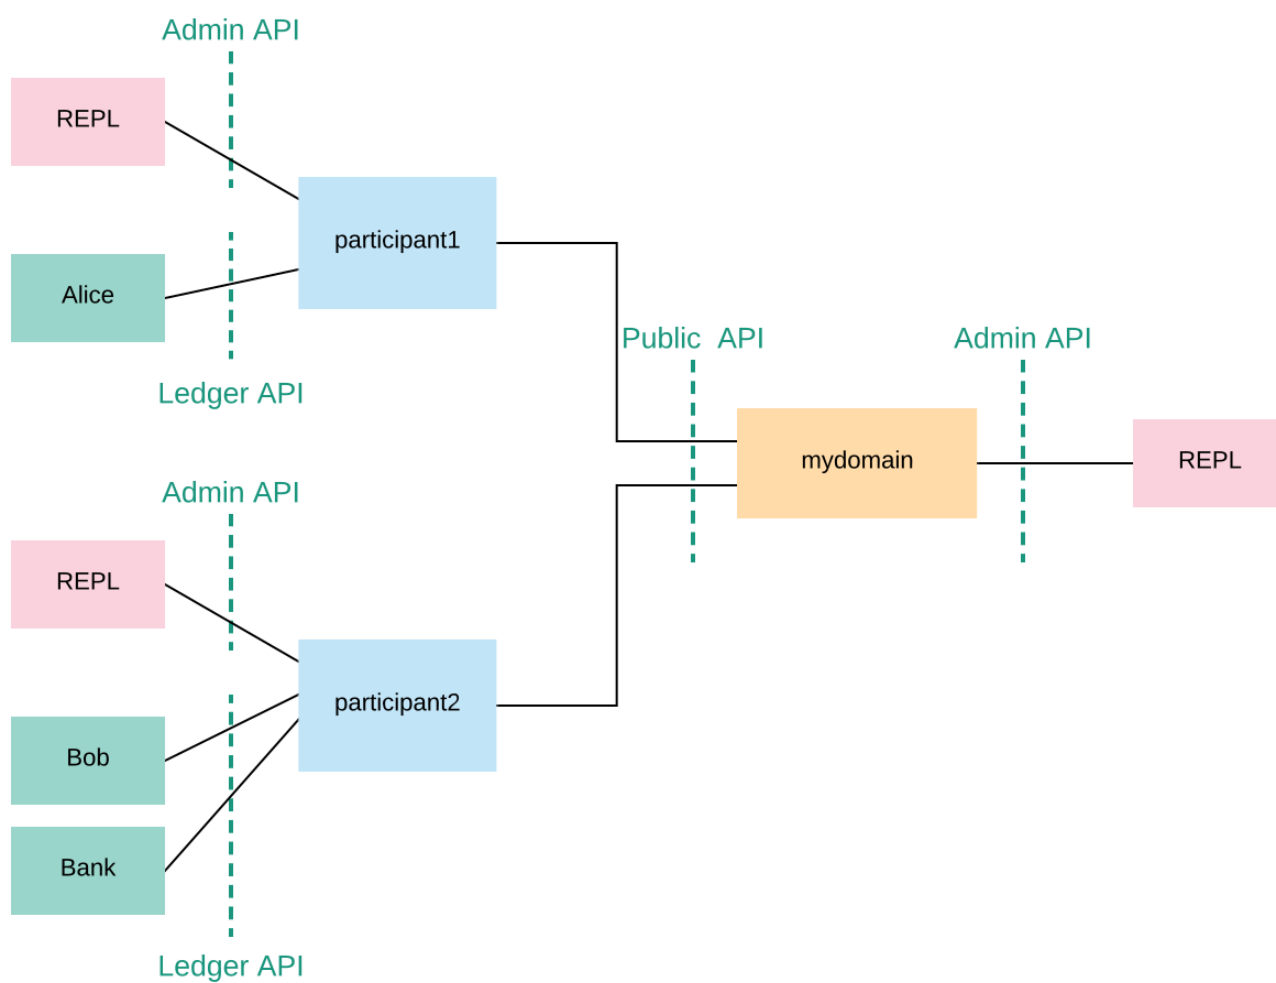 Admin API
REPL
participant1
Alice
Ledger API
Public API
Admin API
mydomain
REPL
Admin API
REPL
participant2
Bob
Bank
Ledger API